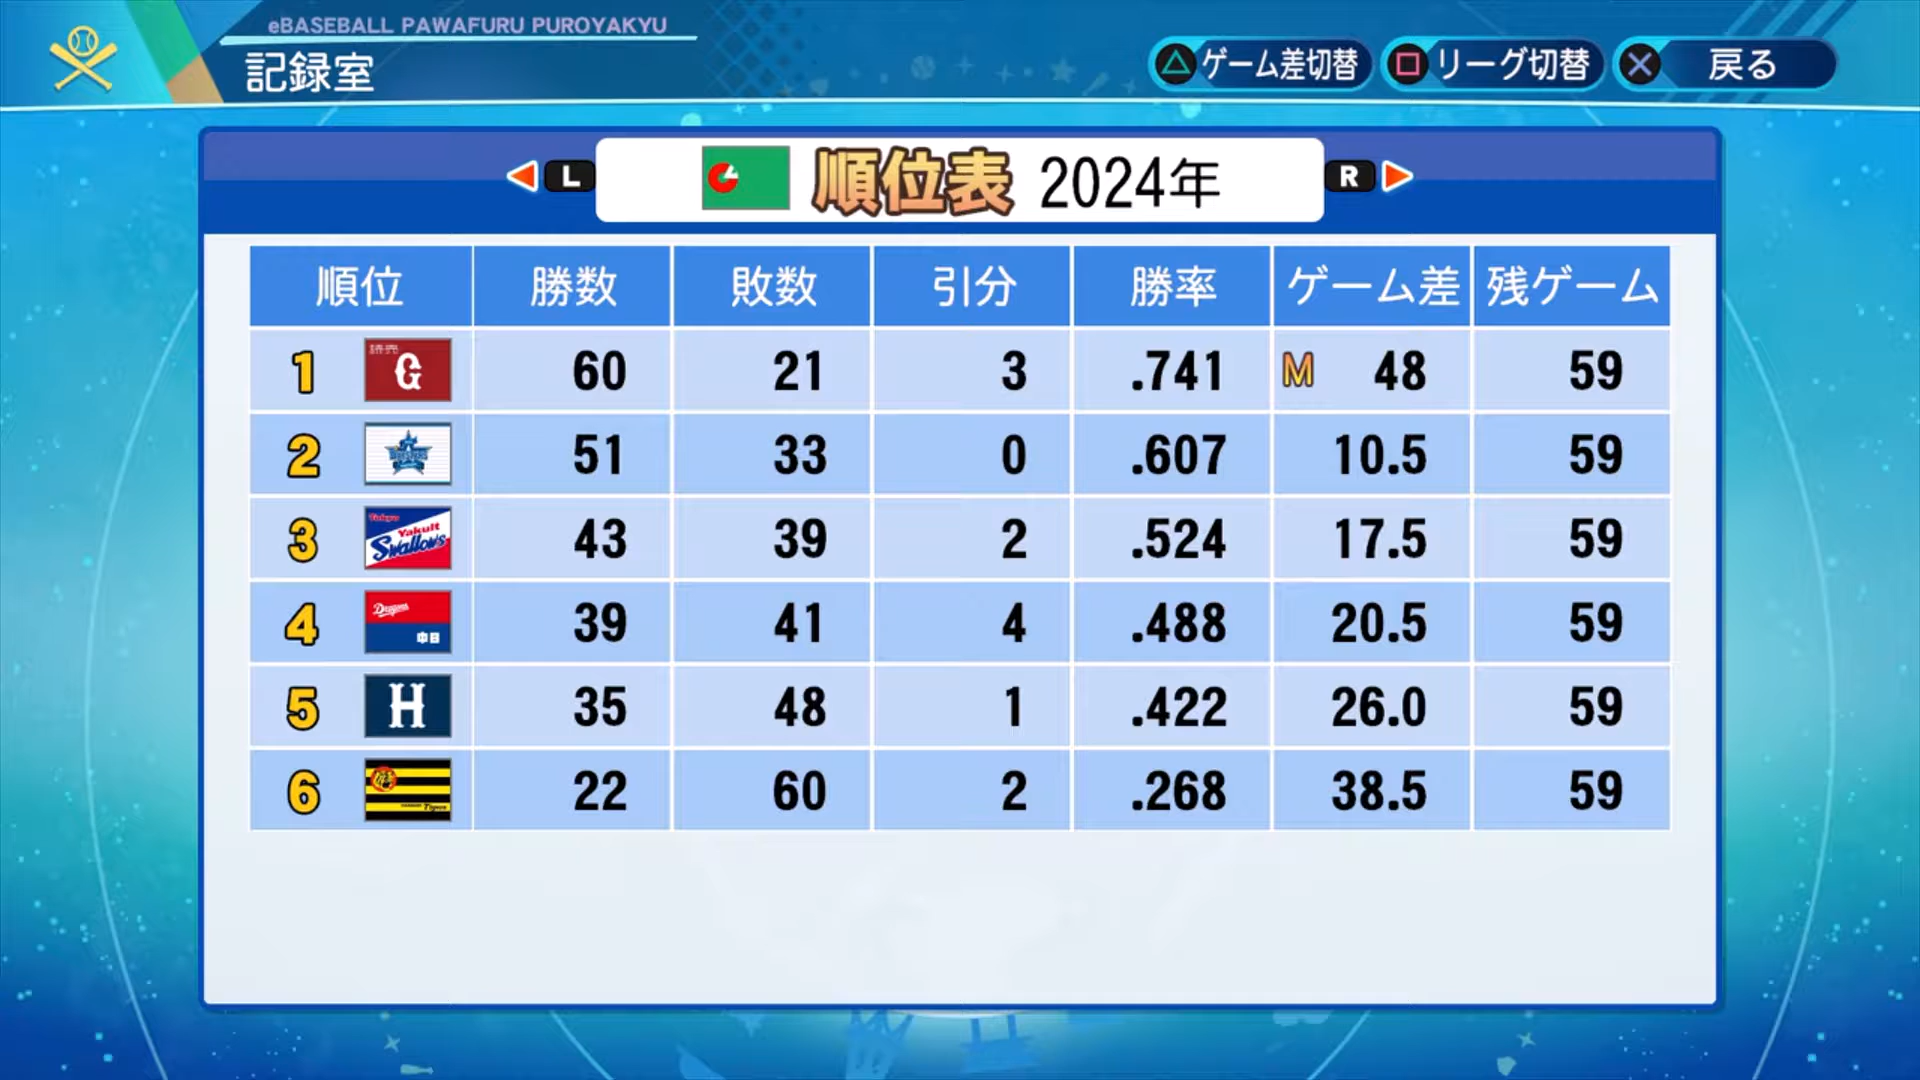 eBASEBALL PAWAFURU PUROYAKYU
記録室
ゲーム差切替 リーグ切替 戻る
L 順位表 2024年 R
順位 勝数 敗数 引分 勝率 ゲーム差 残ゲーム
1 読売 G 60 21 3 .741 M 48 59
2 BAYSTARS 51 33 0 .607 10.5 59
3 Tokyo Yakult Swallows 43 39 2 .524 17.5 59
4 Dragons 中日 39 41 4 .488 20.5 59
5 H 35 48 1 .422 26.0 59
6 Tigers 22 60 2 .268 38.5 59